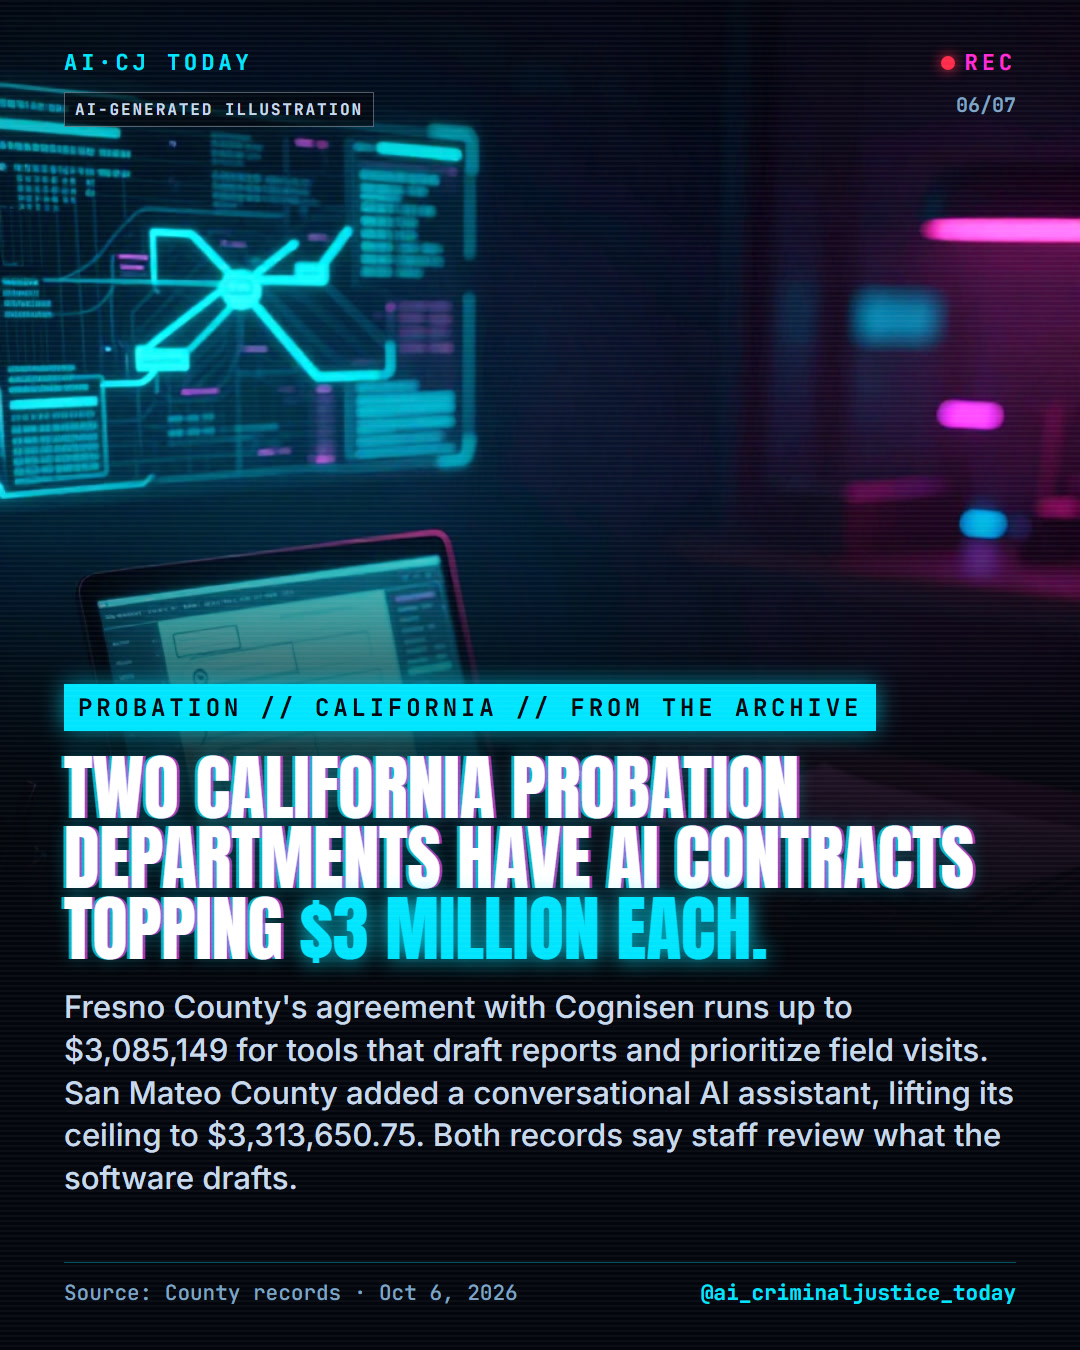 AI·CJ TODAY
REC
AI-GENERATED ILLUSTRATION
06/07
PROBATION // CALIFORNIA // FROM THE ARCHIVE
TWO CALIFORNIA PROBATION
DEPARTMENTS HAVE AI CONTRACTS
TOPPING $3 MILLION EACH.
Fresno County's agreement with Cognisen runs up to
$3,085,149 for tools that draft reports and prioritize field visits.
San Mateo County added a conversational AI assistant, lifting its
ceiling to $3,313,650.75. Both records say staff review what the
software drafts.
Source: County records · Oct 6, 2026
@ai_criminaljustice_today